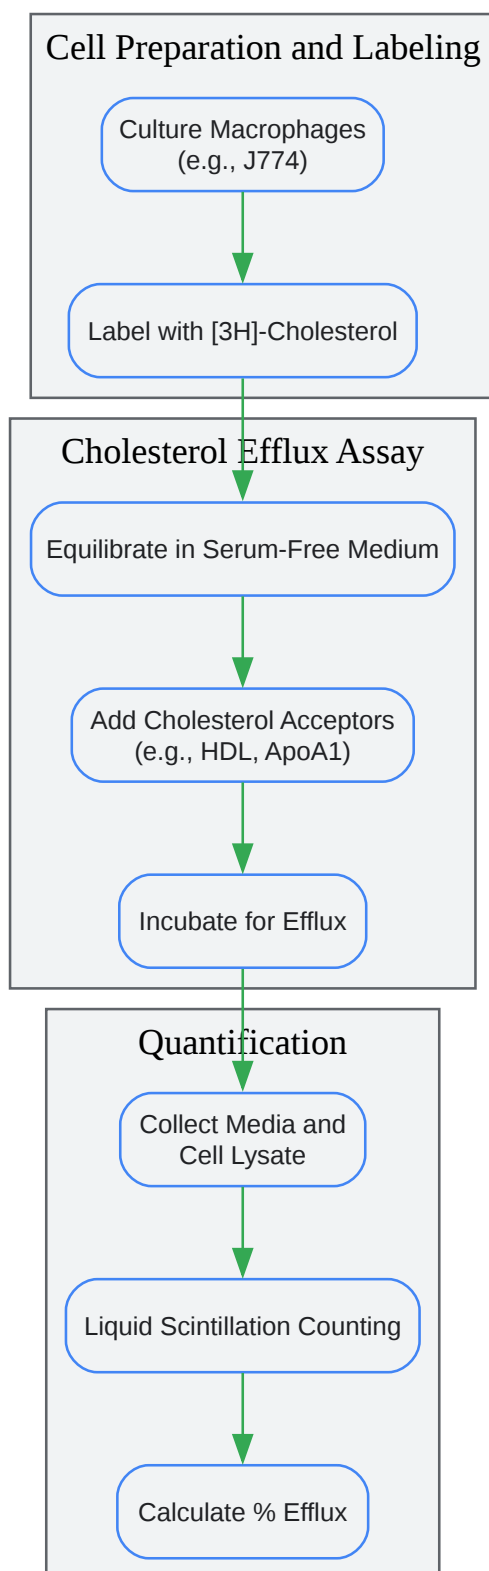 Cell Preparation and Labeling
Culture Macrophages
(e.g., J774)
Label with [3H]-Cholesterol
Cholesterol Efflux Assay
Equilibrate in Serum-Free Medium
Add Cholesterol Acceptors
(e.g., HDL, ApoA1)
Incubate for Efflux
Quantification
Collect Media and
Cell Lysate
Liquid Scintillation Counting
Calculate % Efflux